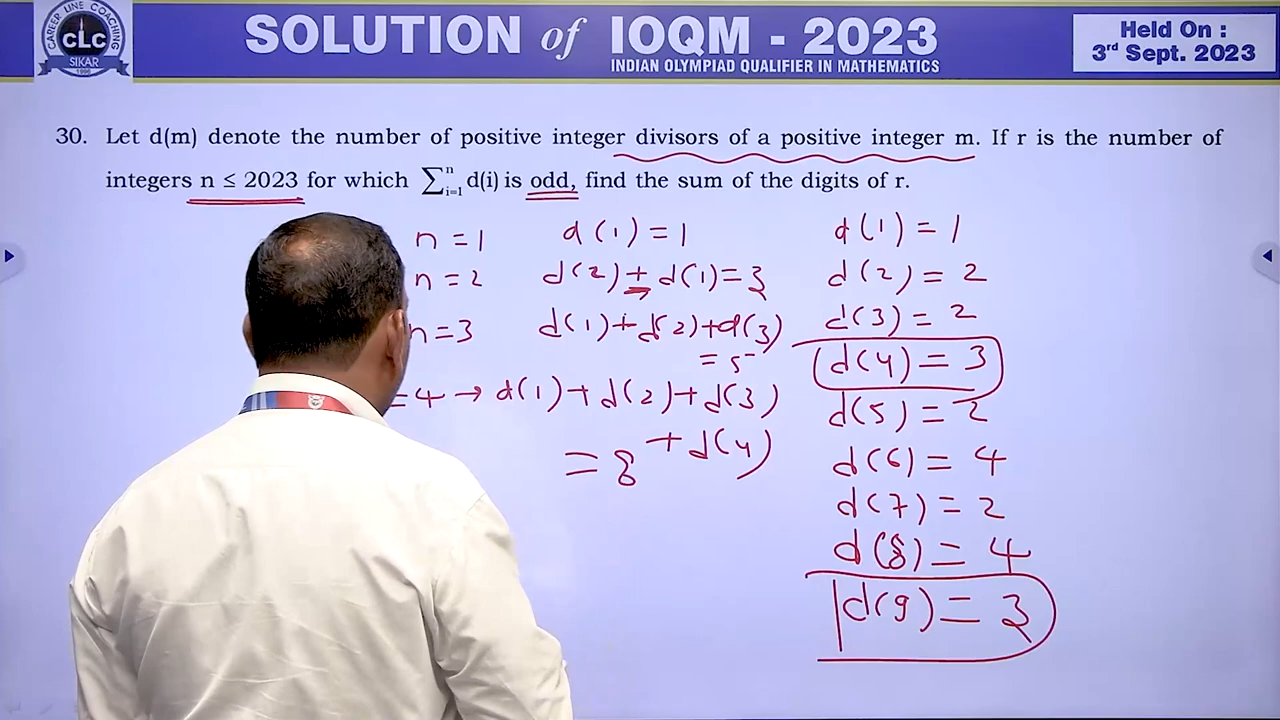 CAREER LINE COACHING
CLC
SIKAR
1996
SOLUTION of IOQM - 2023
INDIAN OLYMPIAD QUALIFIER IN MATHEMATICS
Held On :
3rd Sept. 2023
30. Let d(m) denote the number of positive integer divisors of a positive integer m. If r is the number of
integers n ≤ 2023 for which ∑ⁿᵢ₌₁ d(i) is odd, find the sum of the digits of r.
n = 1 d(1) = 1
n = 2 d(2) + d(1) = 3
n = 3 d(1) + d(2) + d(3)
= 5
= 4 → d(1) + d(2) + d(3)
+ d(4)
= 8
d(1) = 1
d(2) = 2
d(3) = 2
d(4) = 3
d(5) = 2
d(6) = 4
d(7) = 2
d(8) = 4
d(9) = 3